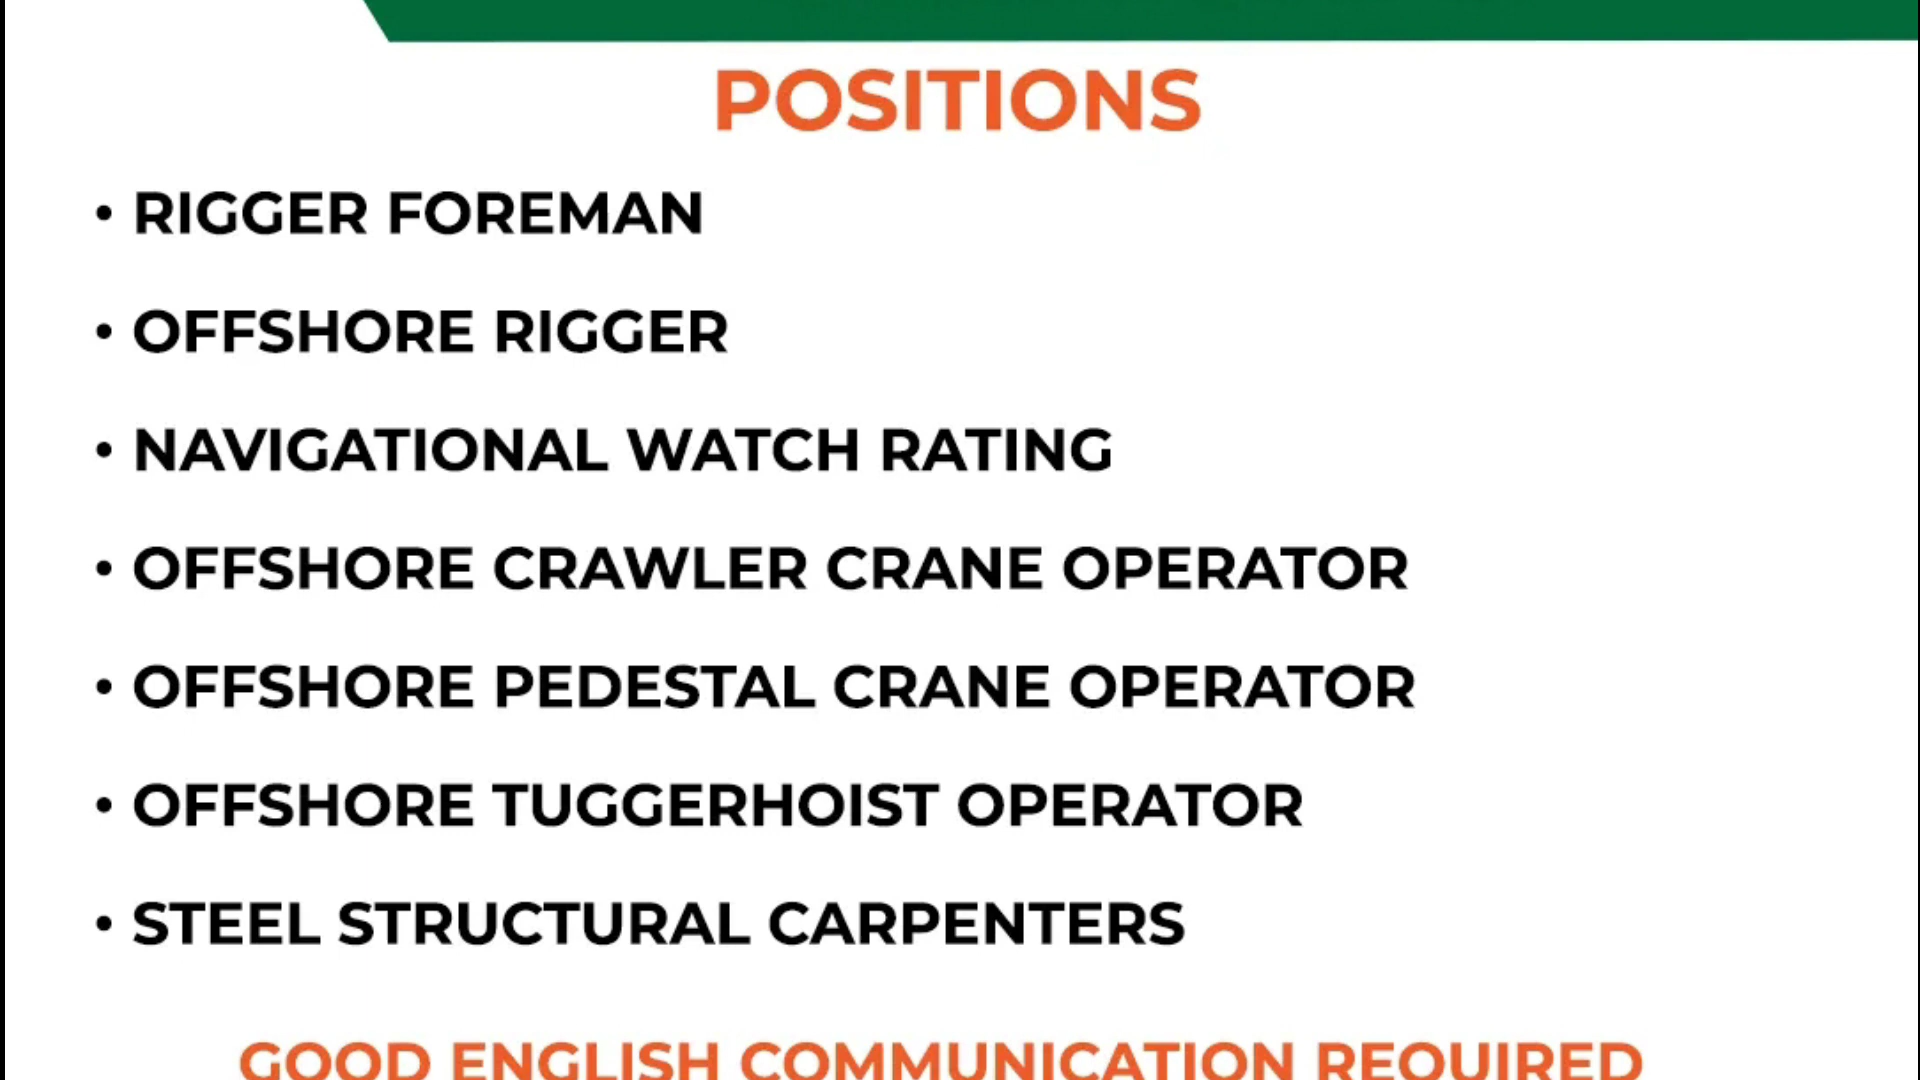 POSITIONS
• RIGGER FOREMAN
• OFFSHORE RIGGER
• NAVIGATIONAL WATCH RATING
• OFFSHORE CRAWLER CRANE OPERATOR
• OFFSHORE PEDESTAL CRANE OPERATOR
• OFFSHORE TUGGERHOIST OPERATOR
• STEEL STRUCTURAL CARPENTERS
GOOD ENGLISH COMMUNICATION REQUIRED